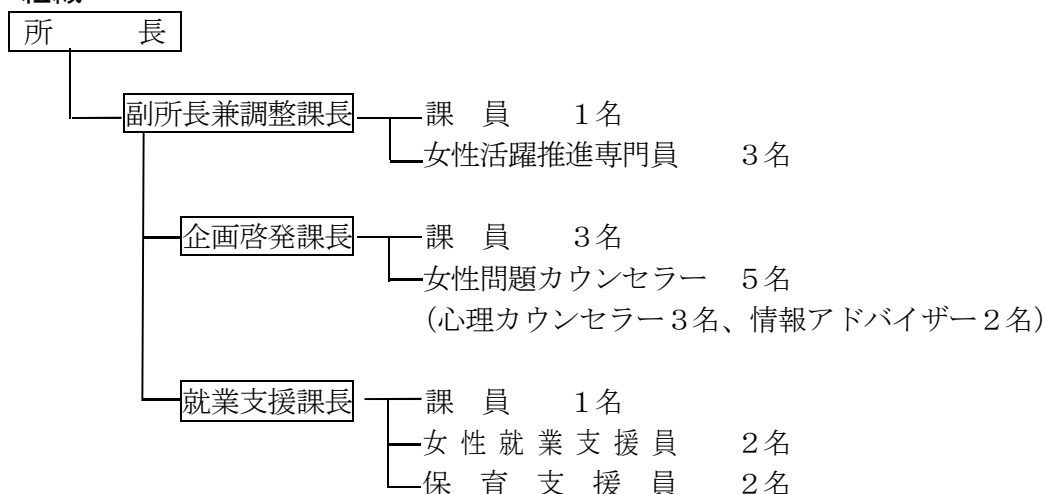 所　　　長
副所長兼調整課長　課　員　　１名
女性活躍推進専門員　　３名
企画啓発課長　課　員　　３名
女性問題カウンセラー　５名
（心理カウンセラー３名、情報アドバイザー２名）
就業支援課長　課　員　　１名
女 性 就 業 支 援 員　　２名
保　育　支　援　員　　２名